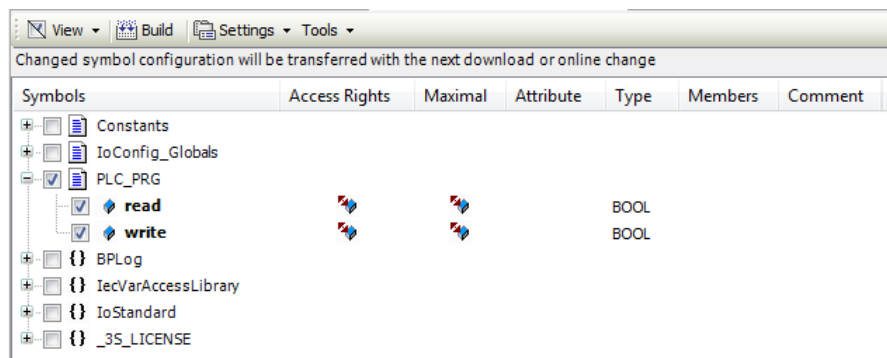 View Build Settings Tools
Changed symbol configuration will be transferred with the next download or online change
Symbols Access Rights Maximal Attribute Type Members Comment
Constants
IoConfig_Globals
PLC_PRG
read BOOL
write BOOL
{} BPLog
{} IecVarAccessLibrary
{} IoStandard
{} _3S_LICENSE